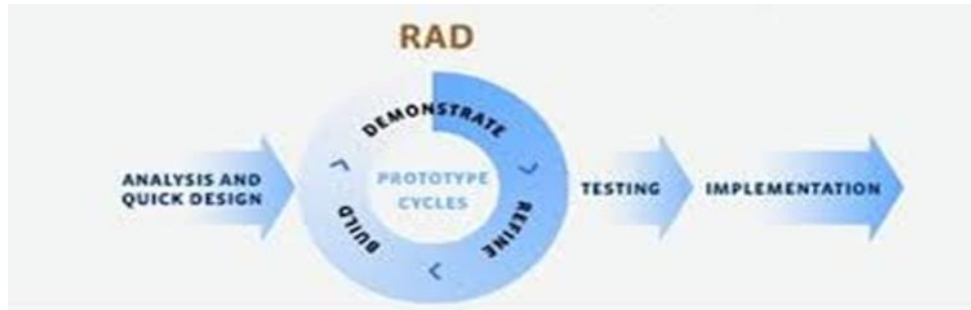 RAD
ANALYSIS AND
QUICK DESIGN
DEMONSTRATE
REFINE
BUILD
PROTOTYPE
CYCLES
TESTING
IMPLEMENTATION